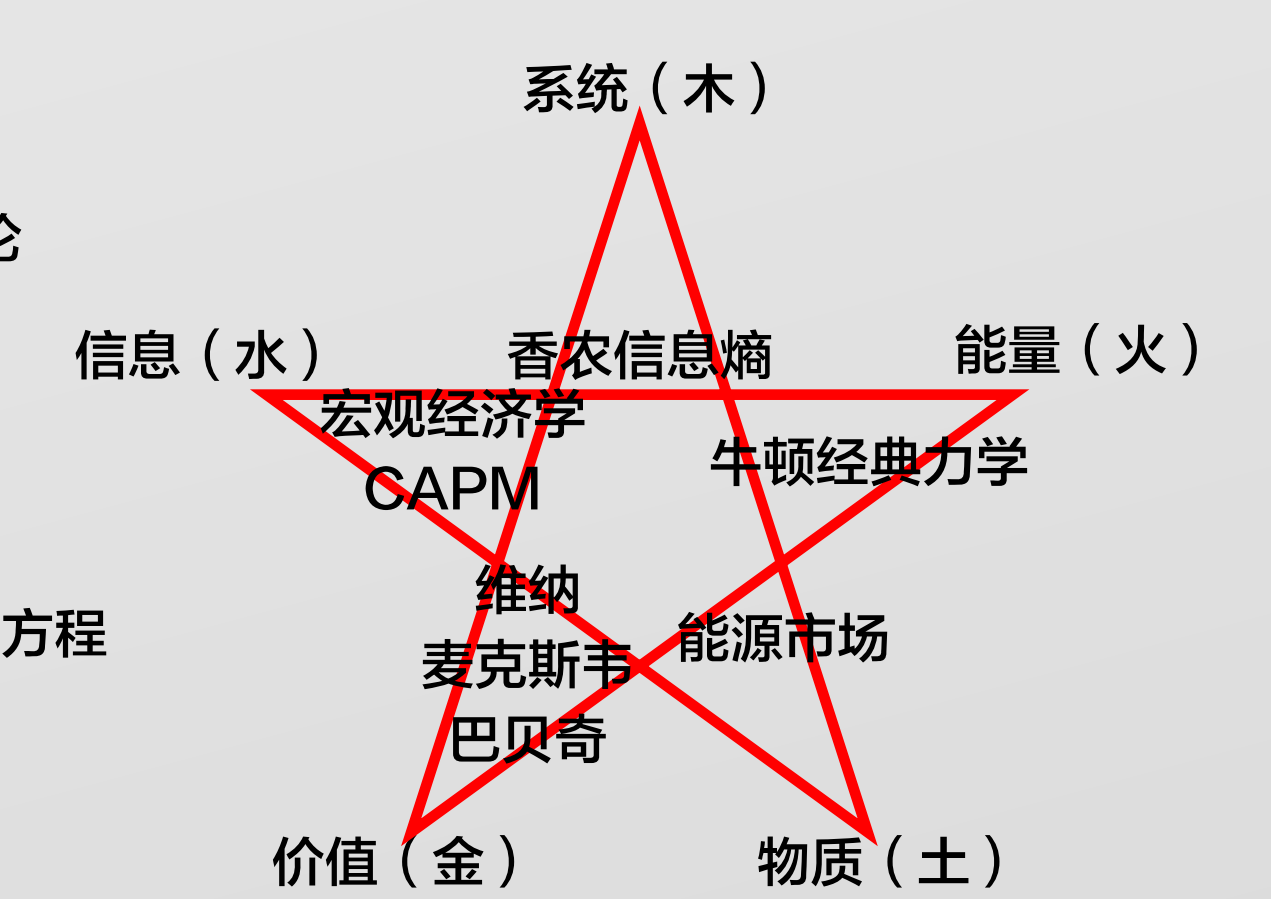 系统（木）
论
信息（水）
香农信息熵
能量（火）
宏观经济学
牛顿经典力学
CAPM
维纳
方程
能源市场
麦克斯韦
巴贝奇
价值（金）
物质（土）